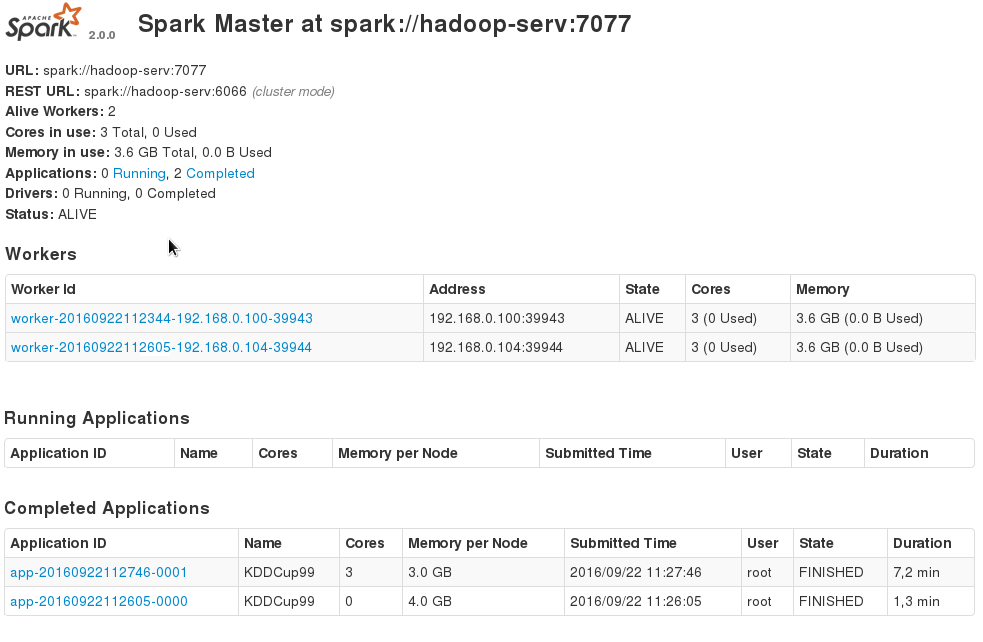 APACHE Spark 2.0.0 Spark Master at spark://hadoop-serv:7077
URL: spark://hadoop-serv:7077
REST URL: spark://hadoop-serv:6066 (cluster mode)
Alive Workers: 2
Cores in use: 3 Total, 0 Used
Memory in use: 3.6 GB Total, 0.0 B Used
Applications: 0 Running, 2 Completed
Drivers: 0 Running, 0 Completed
Status: ALIVE
Workers
Worker Id Address State Cores Memory
worker-20160922112344-192.168.0.100-39943 192.168.0.100:39943 ALIVE 3 (0 Used) 3.6 GB (0.0 B Used)
worker-20160922112605-192.168.0.104-39944 192.168.0.104:39944 ALIVE 3 (0 Used) 3.6 GB (0.0 B Used)
Running Applications
Application ID Name Cores Memory per Node Submitted Time User State Duration
Completed Applications
Application ID Name Cores Memory per Node Submitted Time User State Duration
app-20160922112746-0001 KDDCup99 3 3.0 GB 2016/09/22 11:27:46 root FINISHED 7,2 min
app-20160922112605-0000 KDDCup99 0 4.0 GB 2016/09/22 11:26:05 root FINISHED 1,3 min